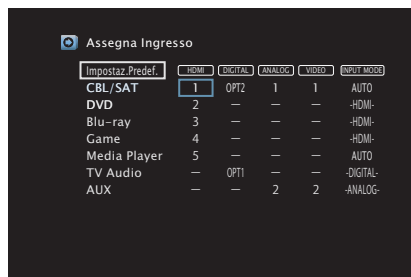 Assegna Ingresso
Impostaz.Predef. HDMI DIGITAL ANALOG VIDEO INPUT MODE
CBL/SAT 1 OPT2 1 1 AUTO
DVD 2 — — — -HDMI-
Blu-ray 3 — — — -HDMI-
Game 4 — — — -HDMI-
Media Player 5 — — — AUTO
TV Audio — OPT1 — — -DIGITAL-
AUX — — 2 2 -ANALOG-